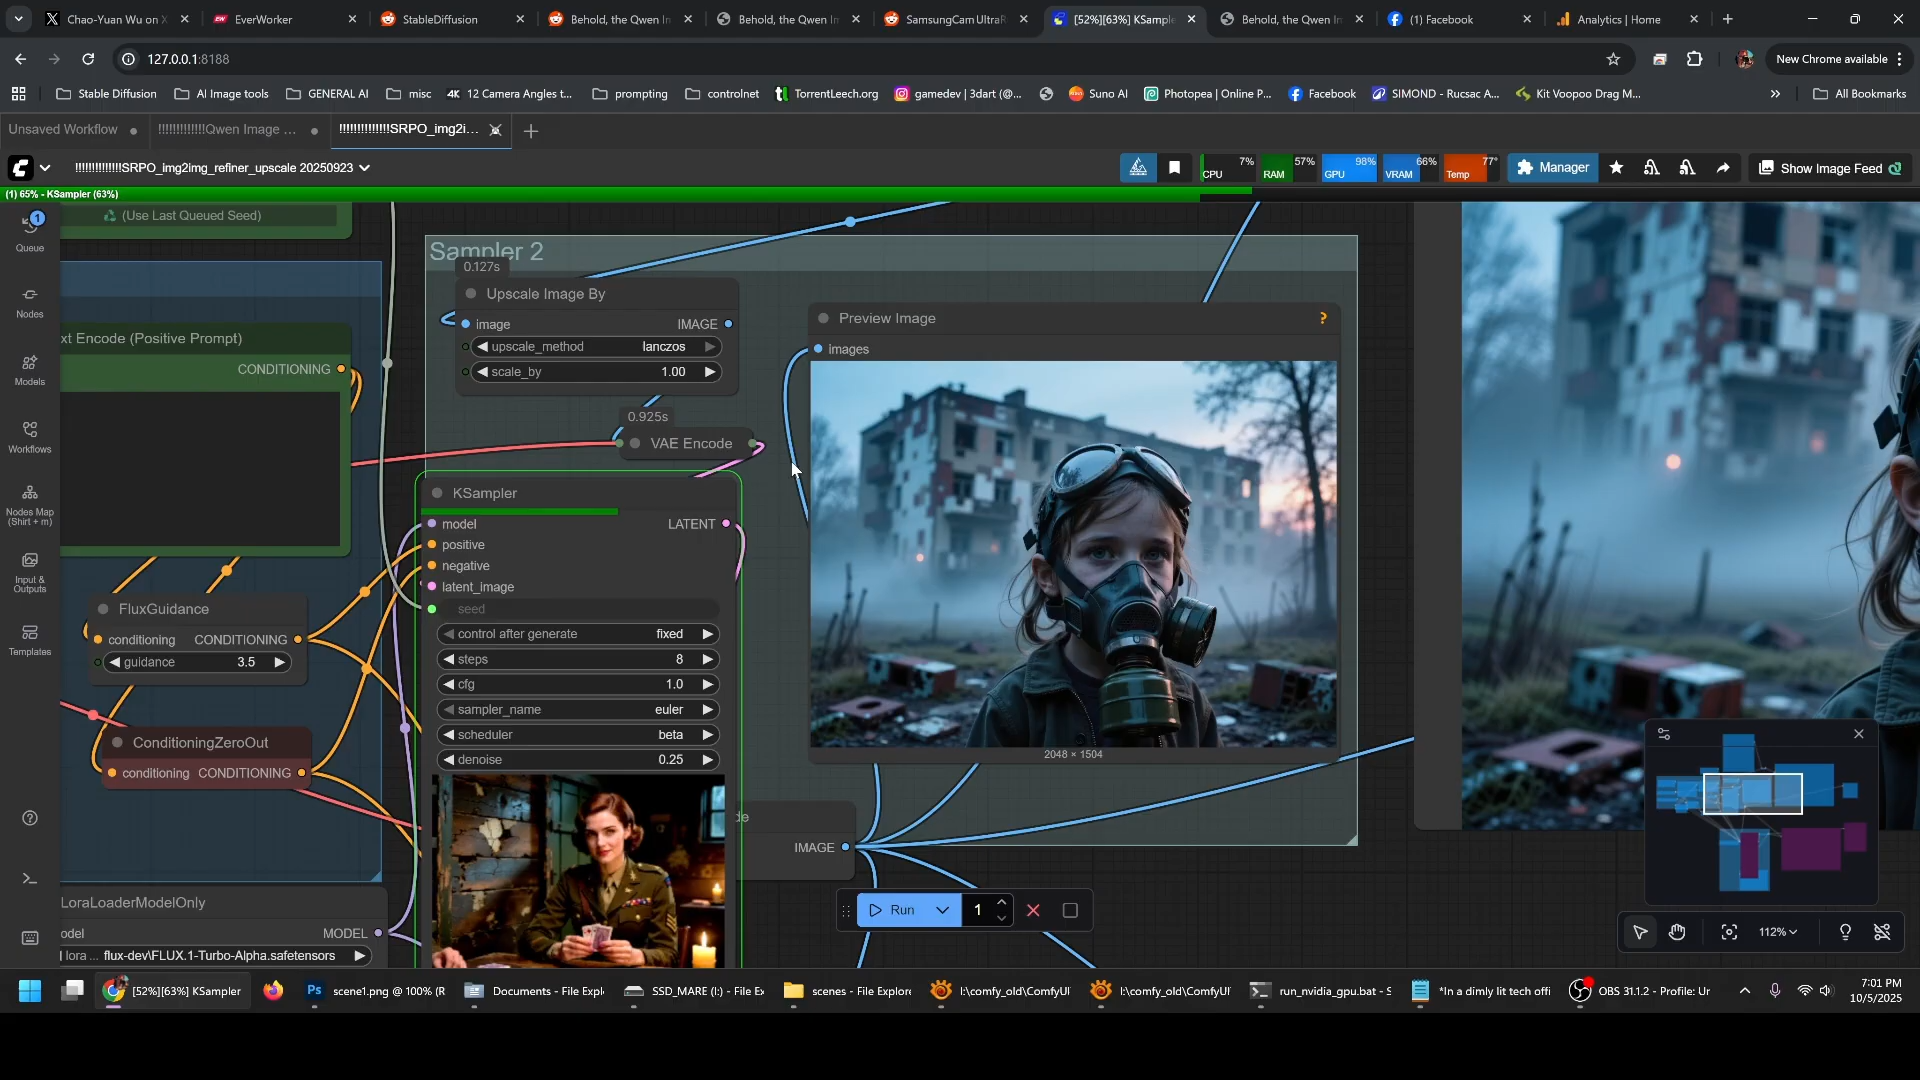 Chao-Yuan Wu on X
EverWorker
StableDiffusion
Behold, the Qwen In
Behold, the Qwen In
SamsungCamUltraR
[52%][63%] KSample
Behold, the Qwen In
(1) Facebook
Analytics | Home
127.0.0.1:8188
New Chrome available
Stable Diffusion
AI Image tools
GENERAL AI
misc
4K 12 Camera Angles t...
prompting
controlnet
TorrentLeech.org
gamedev | 3dart (@...
Suno AI
Photopea | Online P...
Facebook
SIMOND - Rucsac A...
Kit Voopoo Drag M...
All Bookmarks
Unsaved Workflow
!!!!!!!!!!!!!Qwen Image ...
!!!!!!!!!!!!!!SRPO_img2i...
!!!!!!!!!!!!!!SRPO_img2img_refiner_upscale 20250923
CPU 7%
RAM 57%
GPU 98%
VRAM 66%
Temp 77°
Manager
Show Image Feed
(1) 65% - KSampler (63%)
Queue
1
Nodes
Models
Workflows
Nodes Map
(Shirt + m)
Input &
Outputs
Templates
(Use Last Queued Seed)
xt Encode (Positive Prompt)
CONDITIONING
FluxGuidance
conditioning CONDITIONING
guidance 3.5
ConditioningZeroOut
conditioning CONDITIONING
LoraLoaderModelOnly
odel MODEL
lora ... flux-dev\FLUX.1-Turbo-Alpha.safetensors
Sampler 2
0.127s
Upscale Image By
image IMAGE
upscale_method lanczos
scale_by 1.00
0.925s
VAE Encode
KSampler
model LATENT
positive
negative
latent_image
seed
control after generate fixed
steps 8
cfg 1.0
sampler_name euler
scheduler beta
denoise 0.25
Preview Image
?
images
2048 × 1504
de
IMAGE
Run
1
112%
[52%][63%] KSampler
Ps scene1.png @ 100% (R
Documents - File Expl
SSD_MARE (I:) - File Ex
scenes - File Explore
I:\comfy_old\ComfyUI
I:\comfy_old\ComfyUI
run_nvidia_gpu.bat - S
*In a dimly lit tech offi
OBS 31.1.2 - Profile: Ur
7:01 PM
10/5/2025